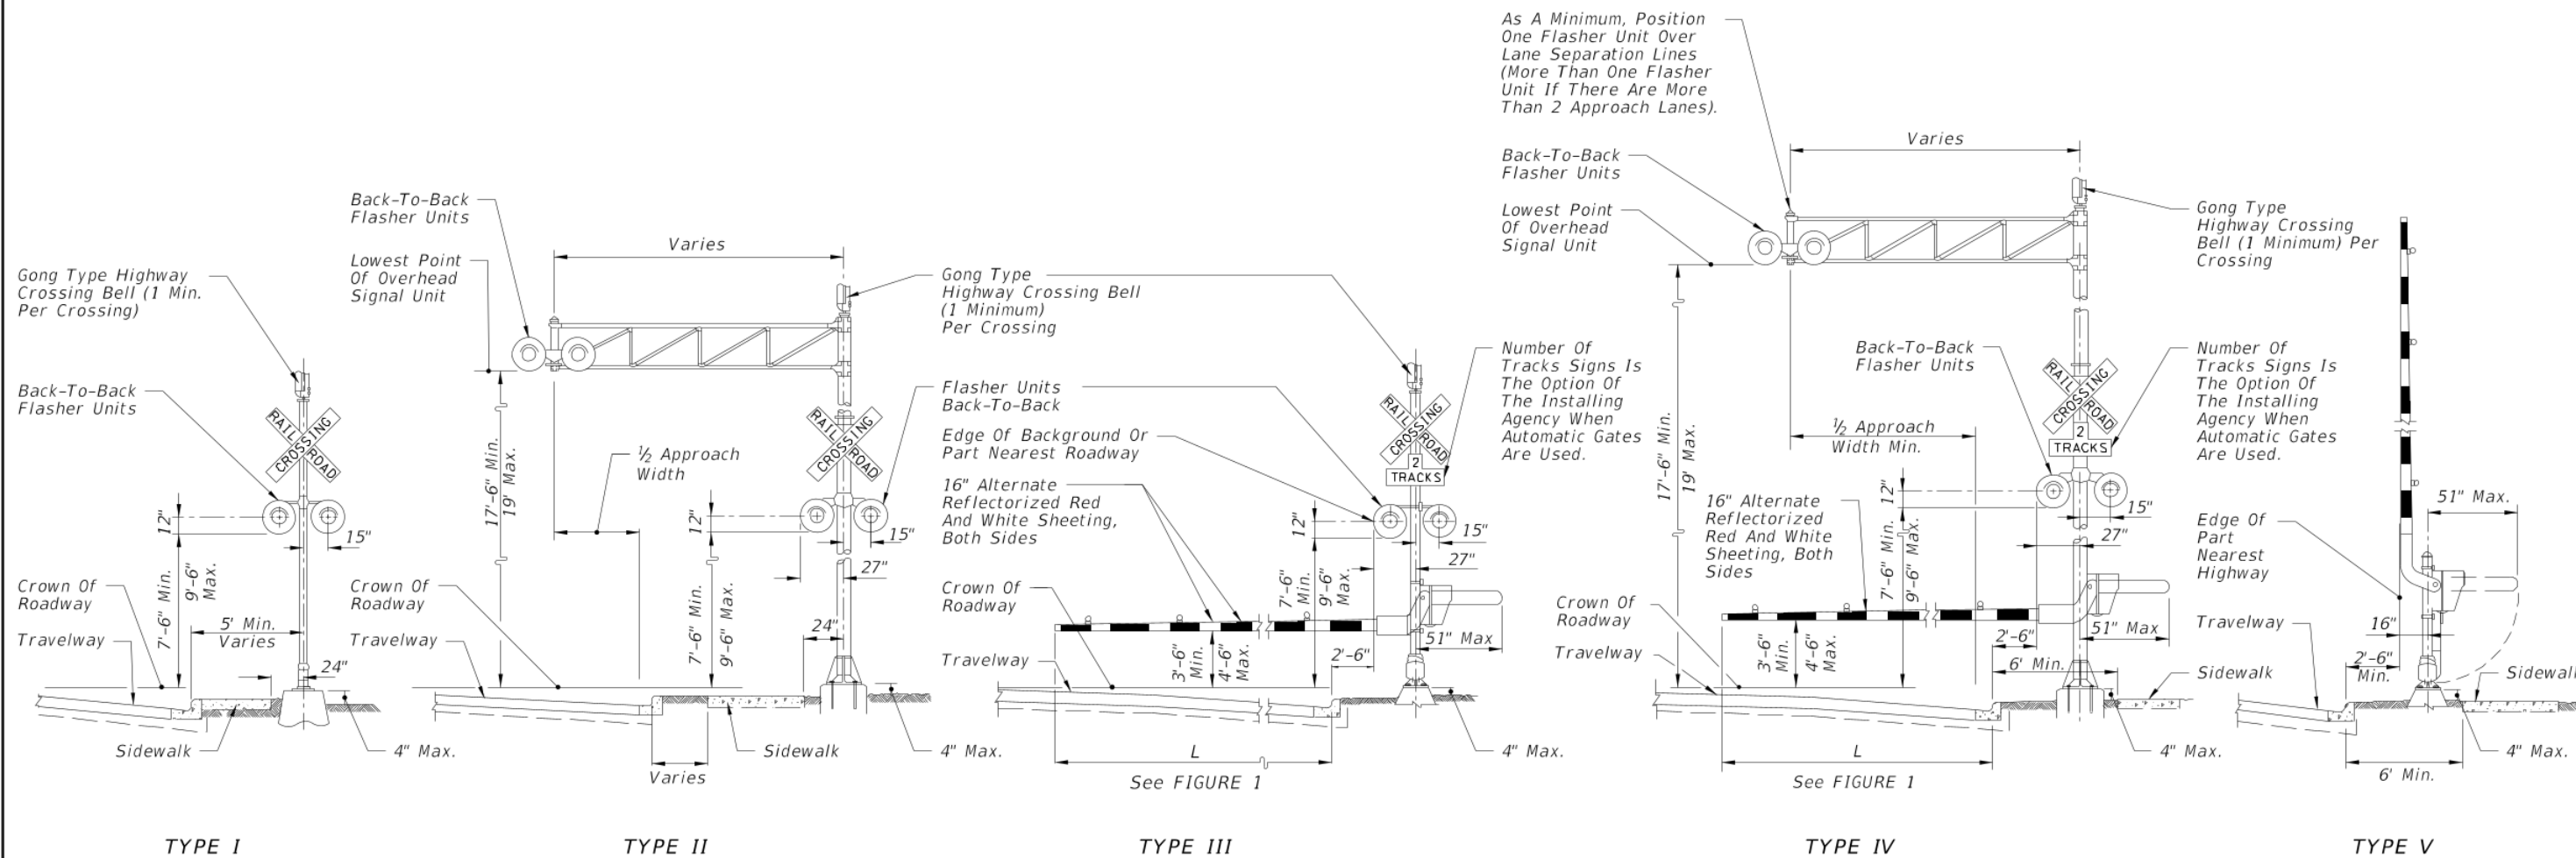 Gong Type Highway
Crossing Bell (1 Min.
Per Crossing)
Back-To-Back
Flasher Units
RAIL
ROAD
CROSSING
12"
15"
7'-6" Min.
9'-6"
Max.
Crown Of
Roadway
Travelway
5' Min.
Varies
24"
Sidewalk
4" Max.
TYPE I
Back-To-Back
Flasher Units
Lowest Point
Of Overhead
Signal Unit
Varies
17'-6" Min.
19' Max.
½ Approach
Width
RAIL
ROAD
CROSSING
12"
15"
27"
7'-6" Min.
9'-6" Max.
24"
Crown Of
Roadway
Travelway
Sidewalk
Varies
4" Max.
TYPE II
Gong Type
Highway Crossing Bell
(1 Minimum)
Per Crossing
Flasher Units
Back-To-Back
Edge Of Background Or
Part Nearest Roadway
16" Alternate
Reflectorized Red
And White Sheeting,
Both Sides
Crown Of
Roadway
Travelway
RAIL
ROAD
CROSSING
2
TRACKS
Number Of
Tracks Signs Is
The Option Of
The Installing
Agency When
Automatic Gates
Are Used.
12"
15"
27"
7'-6"
Min.
9'-6"
Max.
3'-6"
Min.
4'-6"
Max.
2'-6"
51" Max
4" Max.
L
See FIGURE 1
TYPE III
As A Minimum, Position
One Flasher Unit Over
Lane Separation Lines
(More Than One Flasher
Unit If There Are More
Than 2 Approach Lanes).
Back-To-Back
Flasher Units
Lowest Point
Of Overhead
Signal Unit
Varies
Gong Type
Highway Crossing
Bell (1 Minimum) Per
Crossing
17'-6" Min.
19' Max.
Back-To-Back
Flasher Units
RAIL
ROAD
CROSSING
2
TRACKS
Number Of
Tracks Signs Is
The Option Of
The Installing
Agency When
Automatic Gates
Are Used.
½ Approach
Width Min.
12"
15"
27"
7'-6" Min.
9'-6" Max.
16" Alternate
Reflectorized
Red And White
Sheeting, Both
Sides
Crown Of
Roadway
Travelway
3'-6"
Min.
4'-6"
Max.
2'-6"
51" Max
6' Min.
Sidewalk
4" Max.
L
See FIGURE 1
TYPE IV
51" Max.
Edge Of
Part
Nearest
Highway
Travelway
16"
2'-6"
Min.
Sidewalk
4" Max.
6' Min.
TYPE V